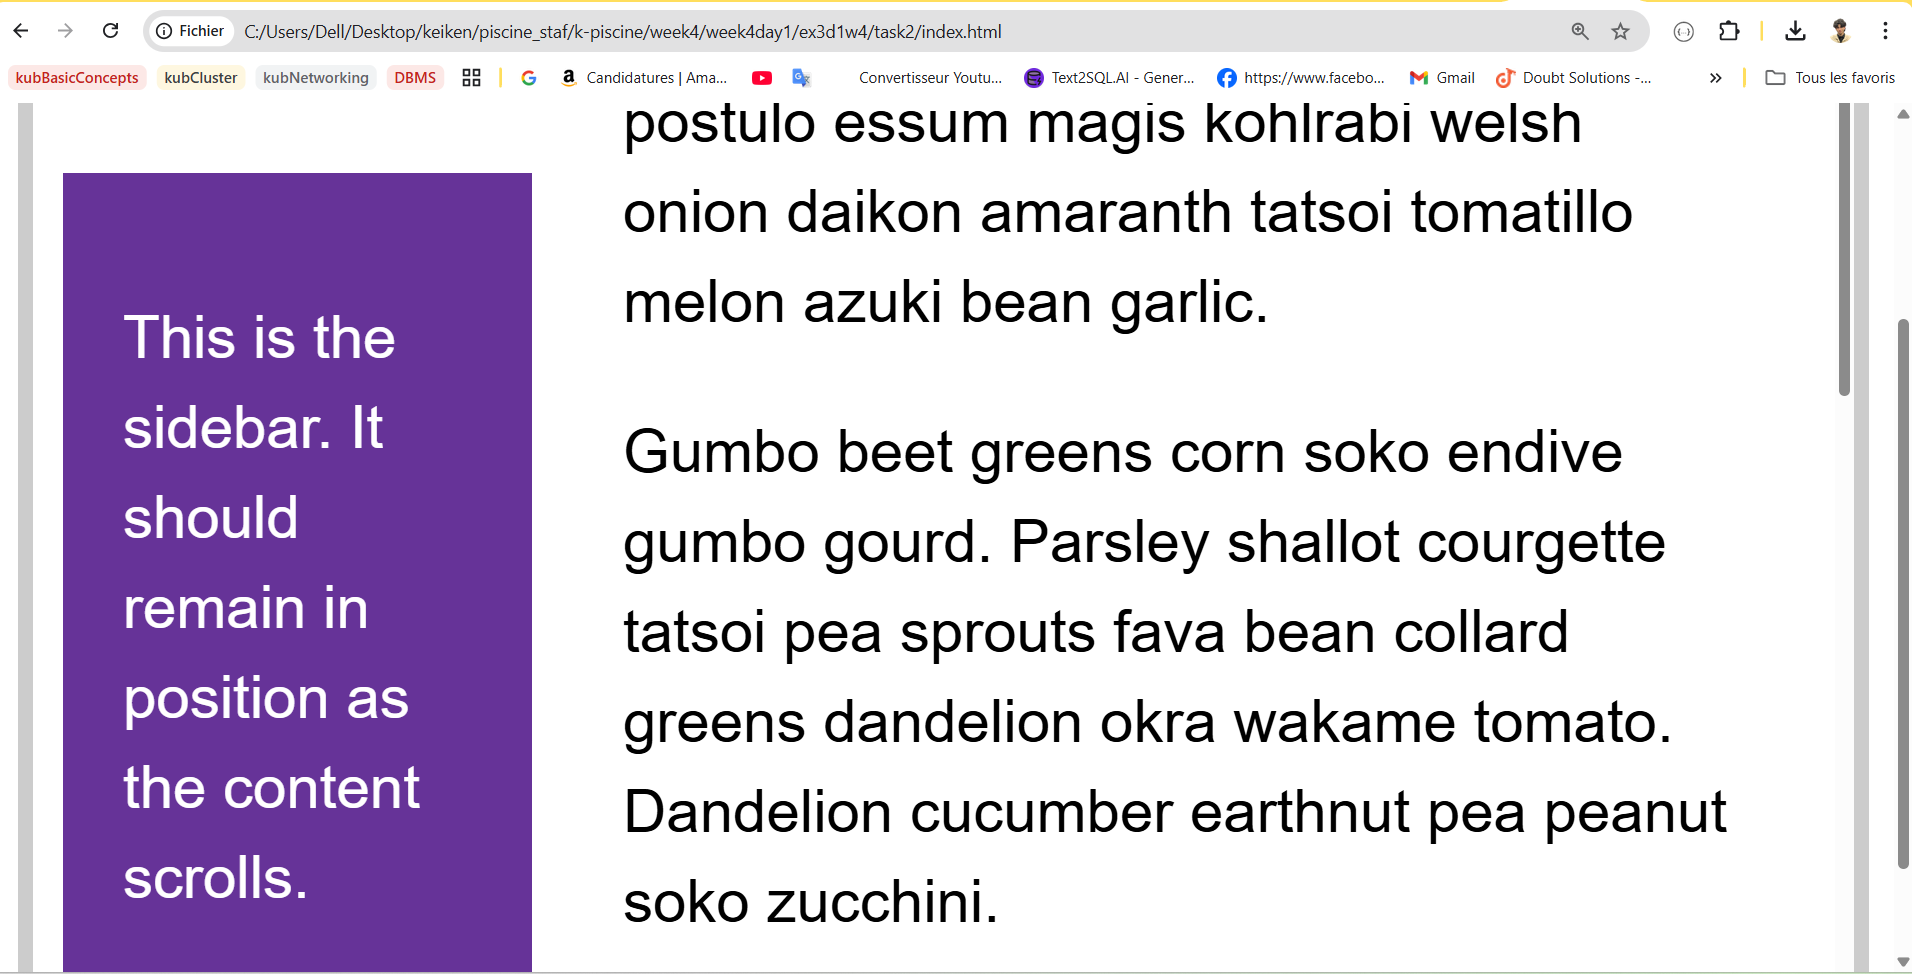 Fichier
C:/Users/Dell/Desktop/keiken/piscine_staf/k-piscine/week4/week4day1/ex3d1w4/task2/index.html
kubBasicConcepts kubCluster kubNetworking DBMS Candidatures | Ama... Convertisseur Youtu... Text2SQL.AI - Gener... https://www.facebo... Gmail Doubt Solutions -... » Tous les favoris
This is the
sidebar. It
should
remain in
position as
the content
scrolls.
postulo essum magis kohlrabi welsh
onion daikon amaranth tatsoi tomatillo
melon azuki bean garlic.
Gumbo beet greens corn soko endive
gumbo gourd. Parsley shallot courgette
tatsoi pea sprouts fava bean collard
greens dandelion okra wakame tomato.
Dandelion cucumber earthnut pea peanut
soko zucchini.